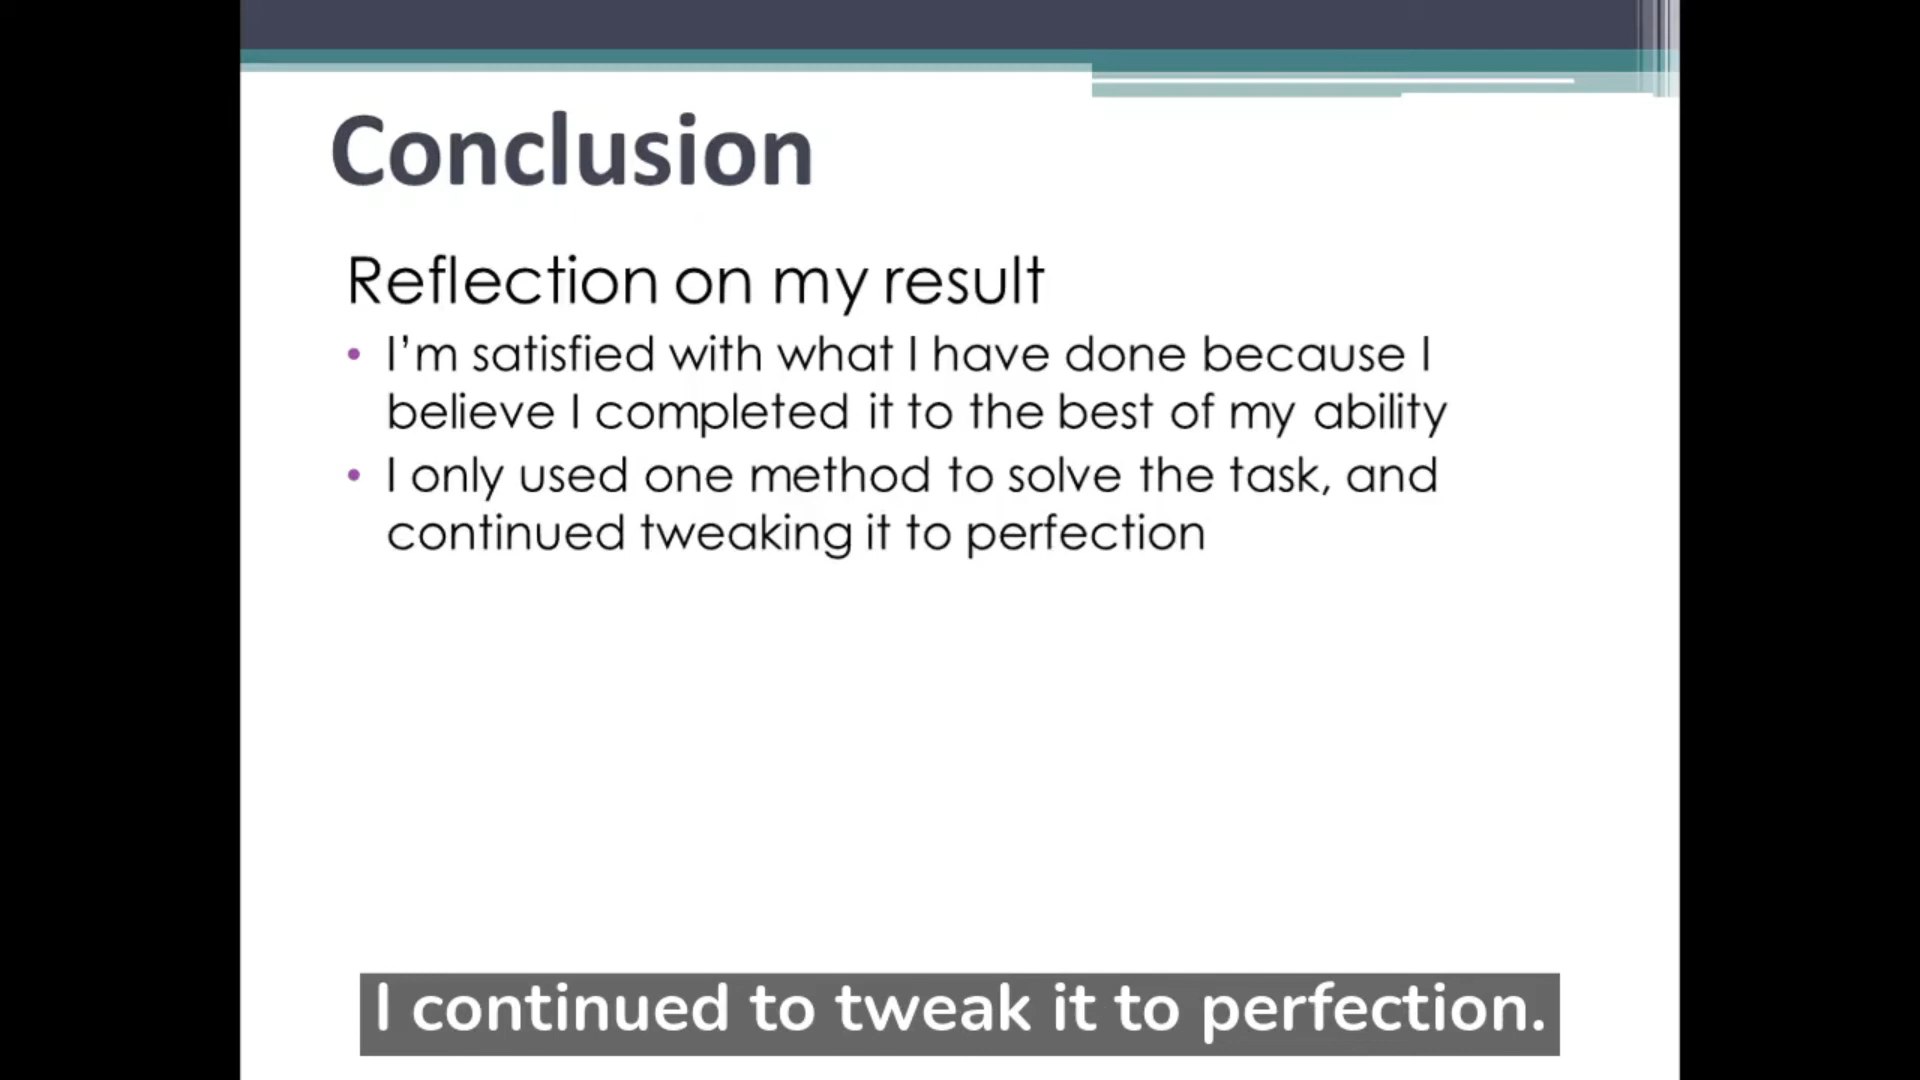 Conclusion
Reflection on my result
• I’m satisfied with what I have done because I
believe I completed it to the best of my ability
• I only used one method to solve the task, and
continued tweaking it to perfection
I continued to tweak it to perfection.